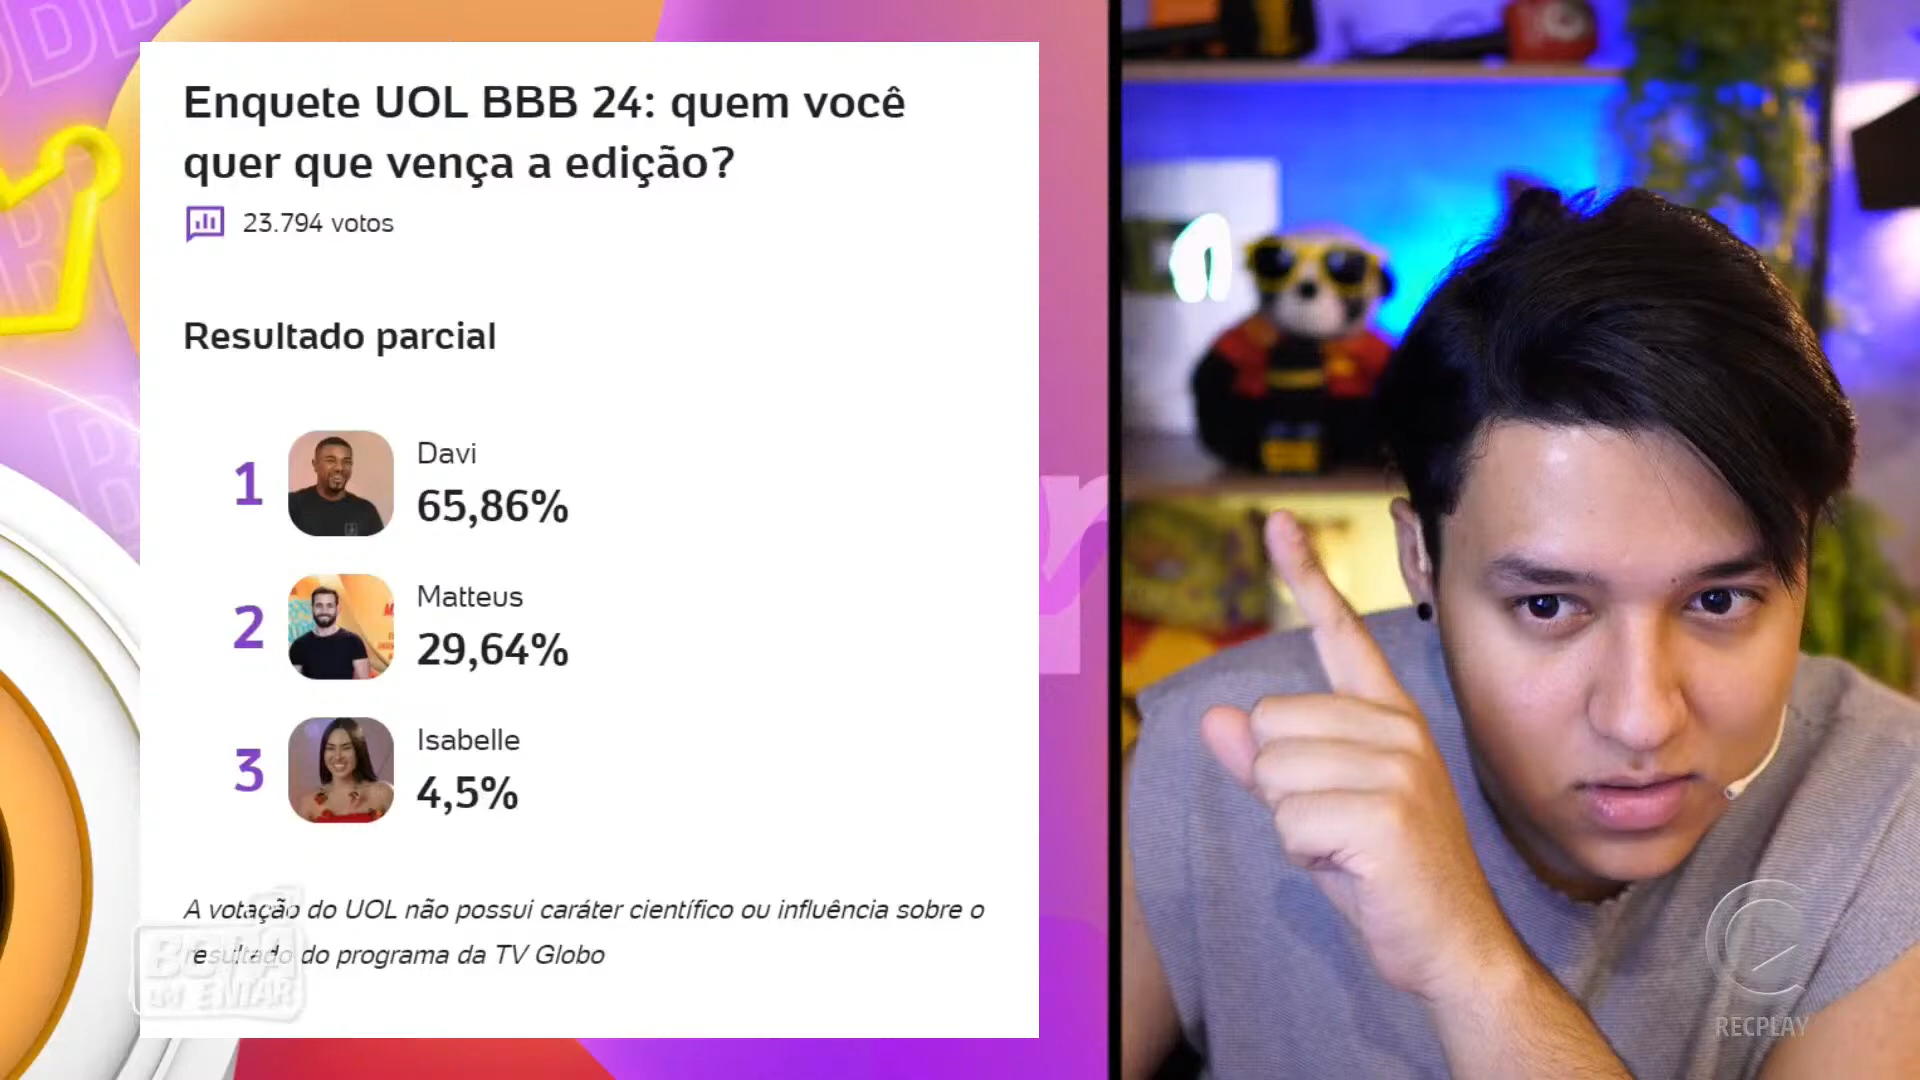 Enquete UOL BBB 24: quem você
quer que vença a edição?
23.794 votos
Resultado parcial
1
Davi
65,86%
2
Matteus
29,64%
3
Isabelle
4,5%
A votação do UOL não possui caráter científico ou influência sobre o
resultado do programa da TV Globo
RECPLAY